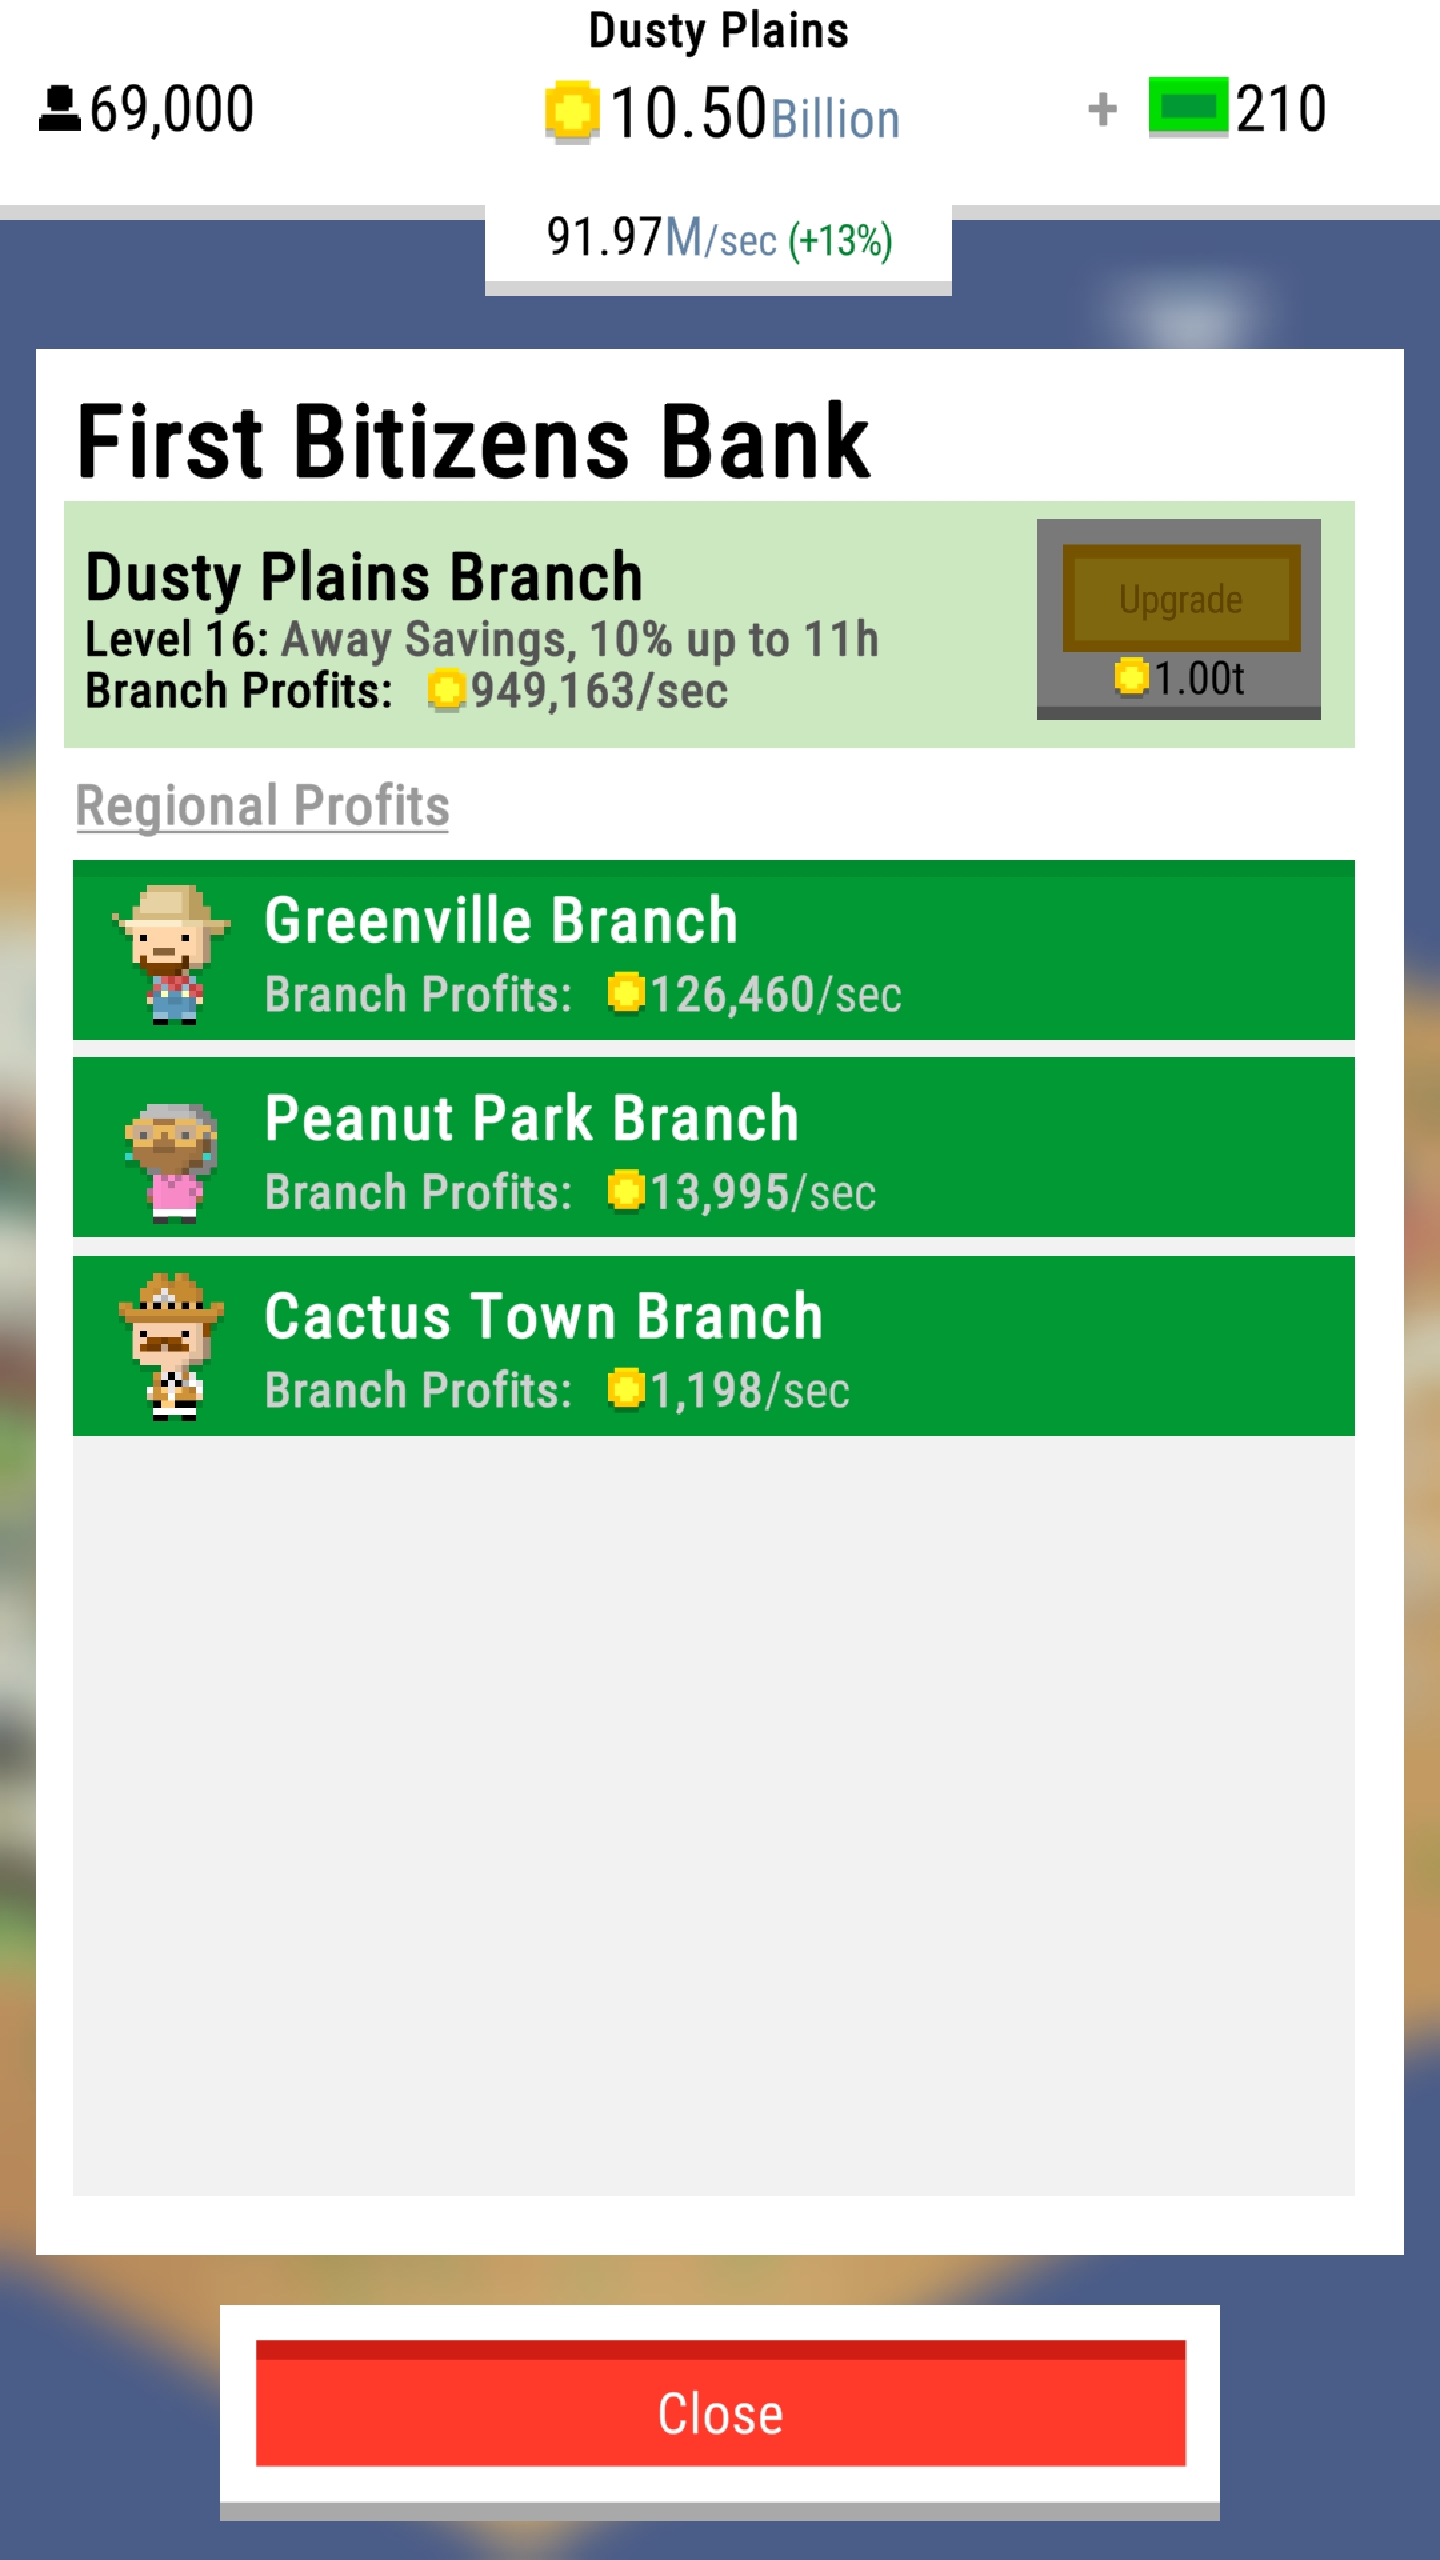 Dusty Plains
69,000
10.50Billion
+ 210
91.97M/sec (+13%)
First Bitizens Bank
Dusty Plains Branch
Level 16: Away Savings, 10% up to 11h
Branch Profits: 949,163/sec
Upgrade
1.00t
Regional Profits
Greenville Branch
Branch Profits: 126,460/sec
Peanut Park Branch
Branch Profits: 13,995/sec
Cactus Town Branch
Branch Profits: 1,198/sec
Close